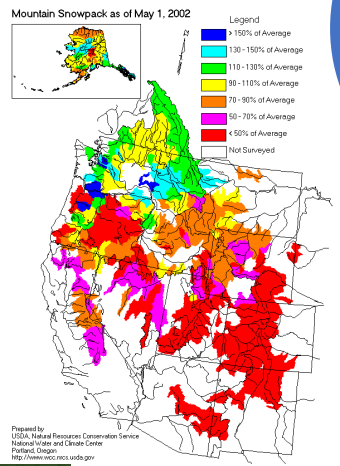 Mountain Snowpack as of May 1, 2002
Legend
> 150% of Average
130 - 150% of Average
110 - 130% of Average
90 - 110% of Average
70 - 90% of Average
50 - 70% of Average
< 50% of Average
Not Surveyed
Prepared by
USDA, Natural Resources Conservation Service
National Water and Climate Center
Portland, Oregon
http://www.wcc.nrcs.usda.gov